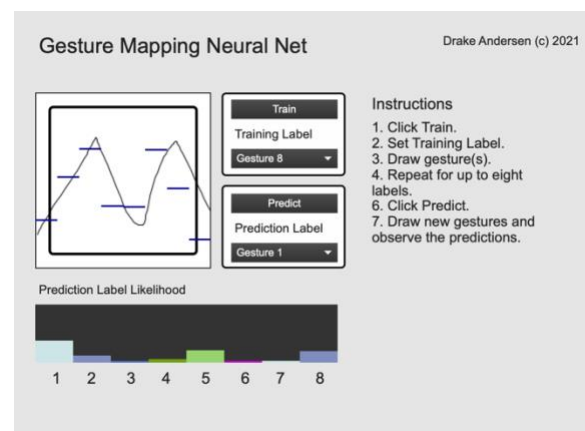 Gesture Mapping Neural Net
Drake Andersen (c) 2021
Train
Training Label
Gesture 8
Predict
Prediction Label
Gesture 1
Instructions
1. Click Train.
2. Set Training Label.
3. Draw gesture(s).
4. Repeat for up to eight
labels.
6. Click Predict.
7. Draw new gestures and
observe the predictions.
Prediction Label Likelihood
1 2 3 4 5 6 7 8